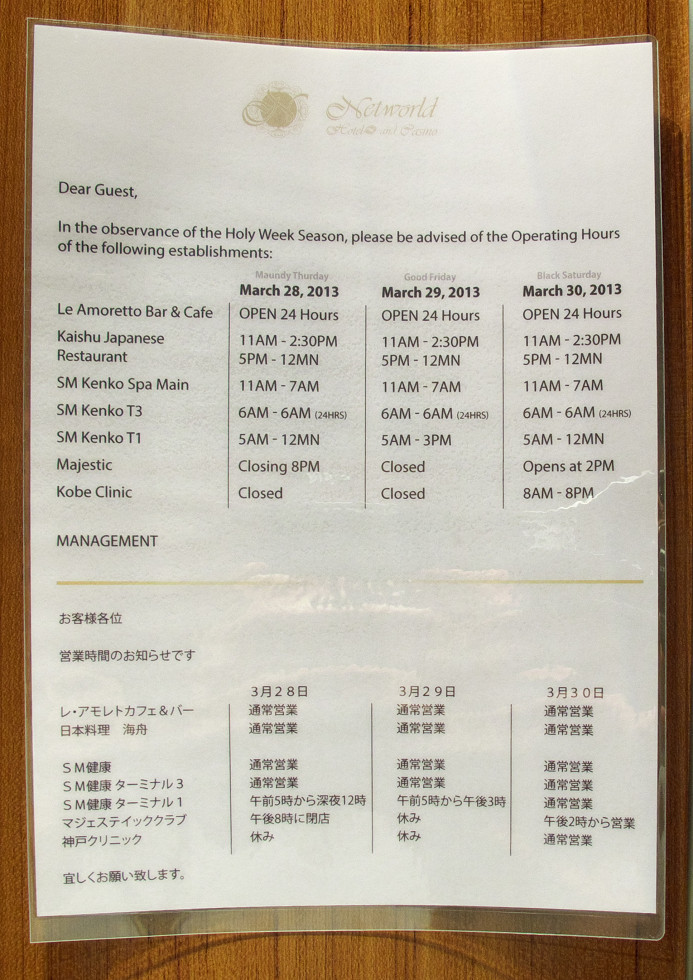 Networld
Hotel and Casino
Dear Guest,
In the observance of the Holy Week Season, please be advised of the Operating Hours
of the following establishments:
Maundy Thurday Good Friday Black Saturday
March 28, 2013 March 29, 2013 March 30, 2013
Le Amoretto Bar & Cafe OPEN 24 Hours OPEN 24 Hours OPEN 24 Hours
Kaishu Japanese 11AM - 2:30PM 11AM - 2:30PM 11AM - 2:30PM
Restaurant 5PM - 12MN 5PM - 12MN 5PM - 12MN
SM Kenko Spa Main 11AM - 7AM 11AM - 7AM 11AM - 7AM
SM Kenko T3 6AM - 6AM (24HRS) 6AM - 6AM (24HRS) 6AM - 6AM (24HRS)
SM Kenko T1 5AM - 12MN 5AM - 3PM 5AM - 12MN
Majestic Closing 8PM Closed Opens at 2PM
Kobe Clinic Closed Closed 8AM - 8PM
MANAGEMENT
お客様各位
営業時間のお知らせです
3月28日 3月29日 3月30日
レ・アモレトカフェ&バー 通常営業 通常営業 通常営業
日本料理　海舟 通常営業 通常営業 通常営業
SM健康 通常営業 通常営業 通常営業
SM健康 ターミナル3 通常営業 通常営業 通常営業
SM健康 ターミナル1 午前5時から深夜12時 午前5時から午後3時 通常営業
マジェステイッククラブ 午後8時に閉店 休み 午後2時から営業
神戸クリニック 休み 休み 通常営業
宜しくお願い致します。